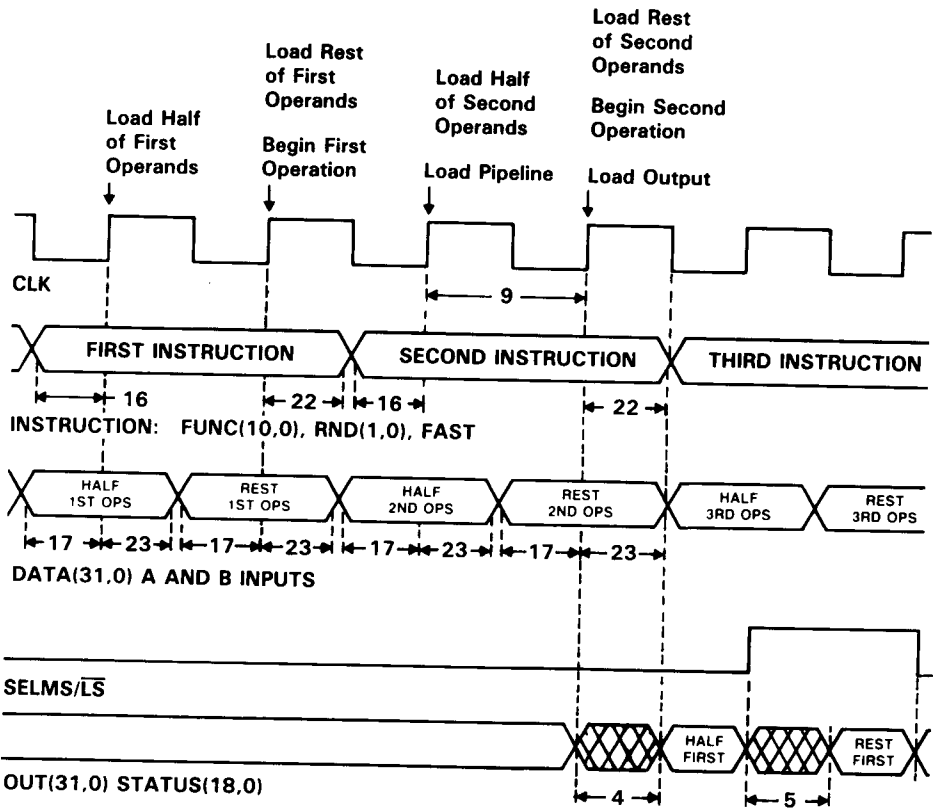 Load Half
of First
Operands
Load Rest
of First
Operands
Begin First
Operation
Load Half
of Second
Operands
Load Pipeline
Load Rest
of Second
Operands
Begin Second
Operation
Load Output
CLK
9
FIRST INSTRUCTION
SECOND INSTRUCTION
THIRD INSTRUCTION
16
22
16
22
INSTRUCTION: FUNC(10,0), RND(1,0), FAST
HALF
1ST OPS
REST
1ST OPS
HALF
2ND OPS
REST
2ND OPS
HALF
3RD OPS
REST
3RD OPS
17
23
17
23
17
23
17
23
DATA(31,0) A AND B INPUTS
SELMS/L̅S̅
HALF
FIRST
REST
FIRST
OUT(31,0) STATUS(18,0)
4
5